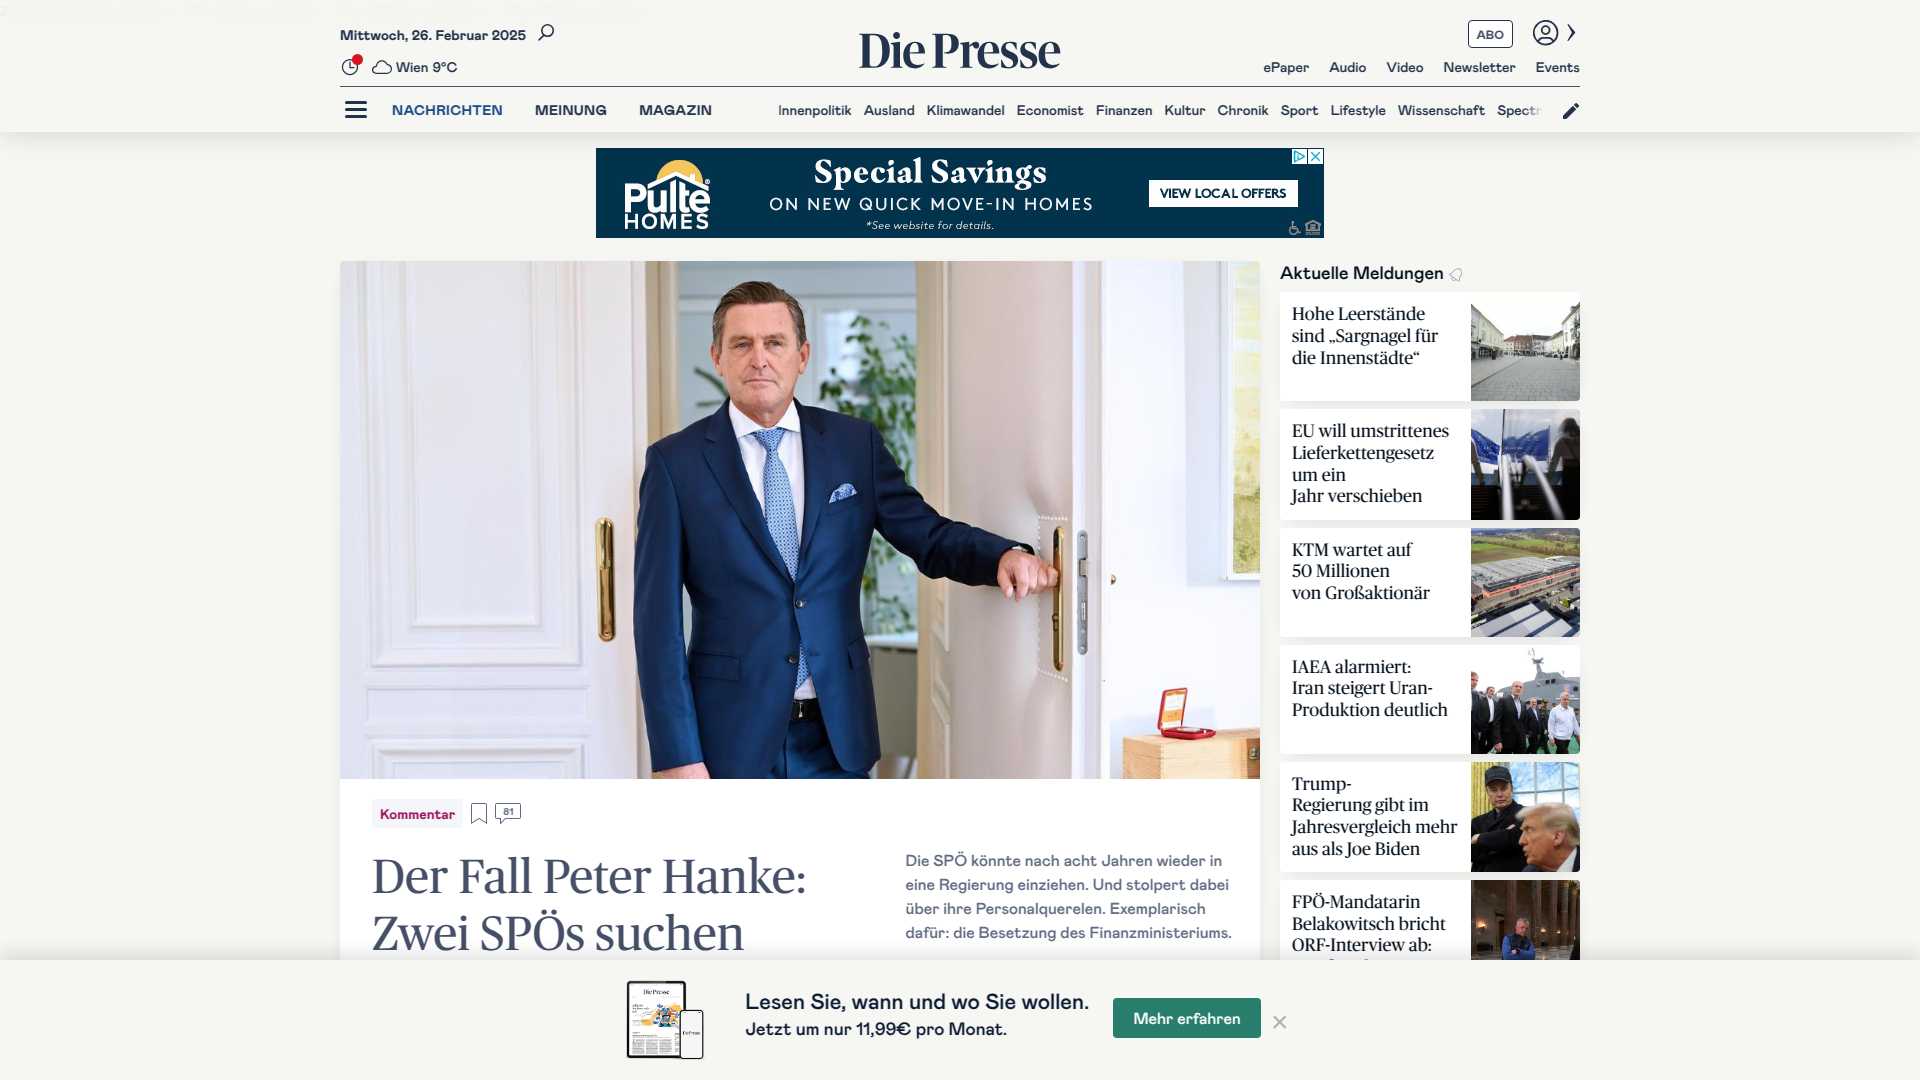 Mittwoch, 26. Februar 2025
Wien 9°C
Die Presse
ABO
ePaper Audio Video Newsletter Events
NACHRICHTEN MEINUNG MAGAZIN
Innenpolitik Ausland Klimawandel Economist Finanzen Kultur Chronik Sport Lifestyle Wissenschaft
Pulte
HOMES
Special Savings
ON NEW QUICK MOVE-IN HOMES
*See website for details.
VIEW LOCAL OFFERS
Kommentar
81
Der Fall Peter Hanke:
Zwei SPÖs suchen
Die SPÖ könnte nach acht Jahren wieder in
eine Regierung einziehen. Und stolpert dabei
über ihre Personalquerelen. Exemplarisch
dafür: die Besetzung des Finanzministeriums.
Aktuelle Meldungen
Hohe Leerstände
sind „Sargnagel für
die Innenstädte“
EU will umstrittenes
Lieferkettengesetz
um ein
Jahr verschieben
KTM wartet auf
50 Millionen
von Großaktionär
IAEA alarmiert:
Iran steigert Uran-
Produktion deutlich
Trump-
Regierung gibt im
Jahresvergleich mehr
aus als Joe Biden
FPÖ-Mandatarin
Belakowitsch bricht
ORF-Interview ab:
Die Presse
Die Presse
Lesen Sie, wann und wo Sie wollen.
Jetzt um nur 11,99€ pro Monat.
Mehr erfahren